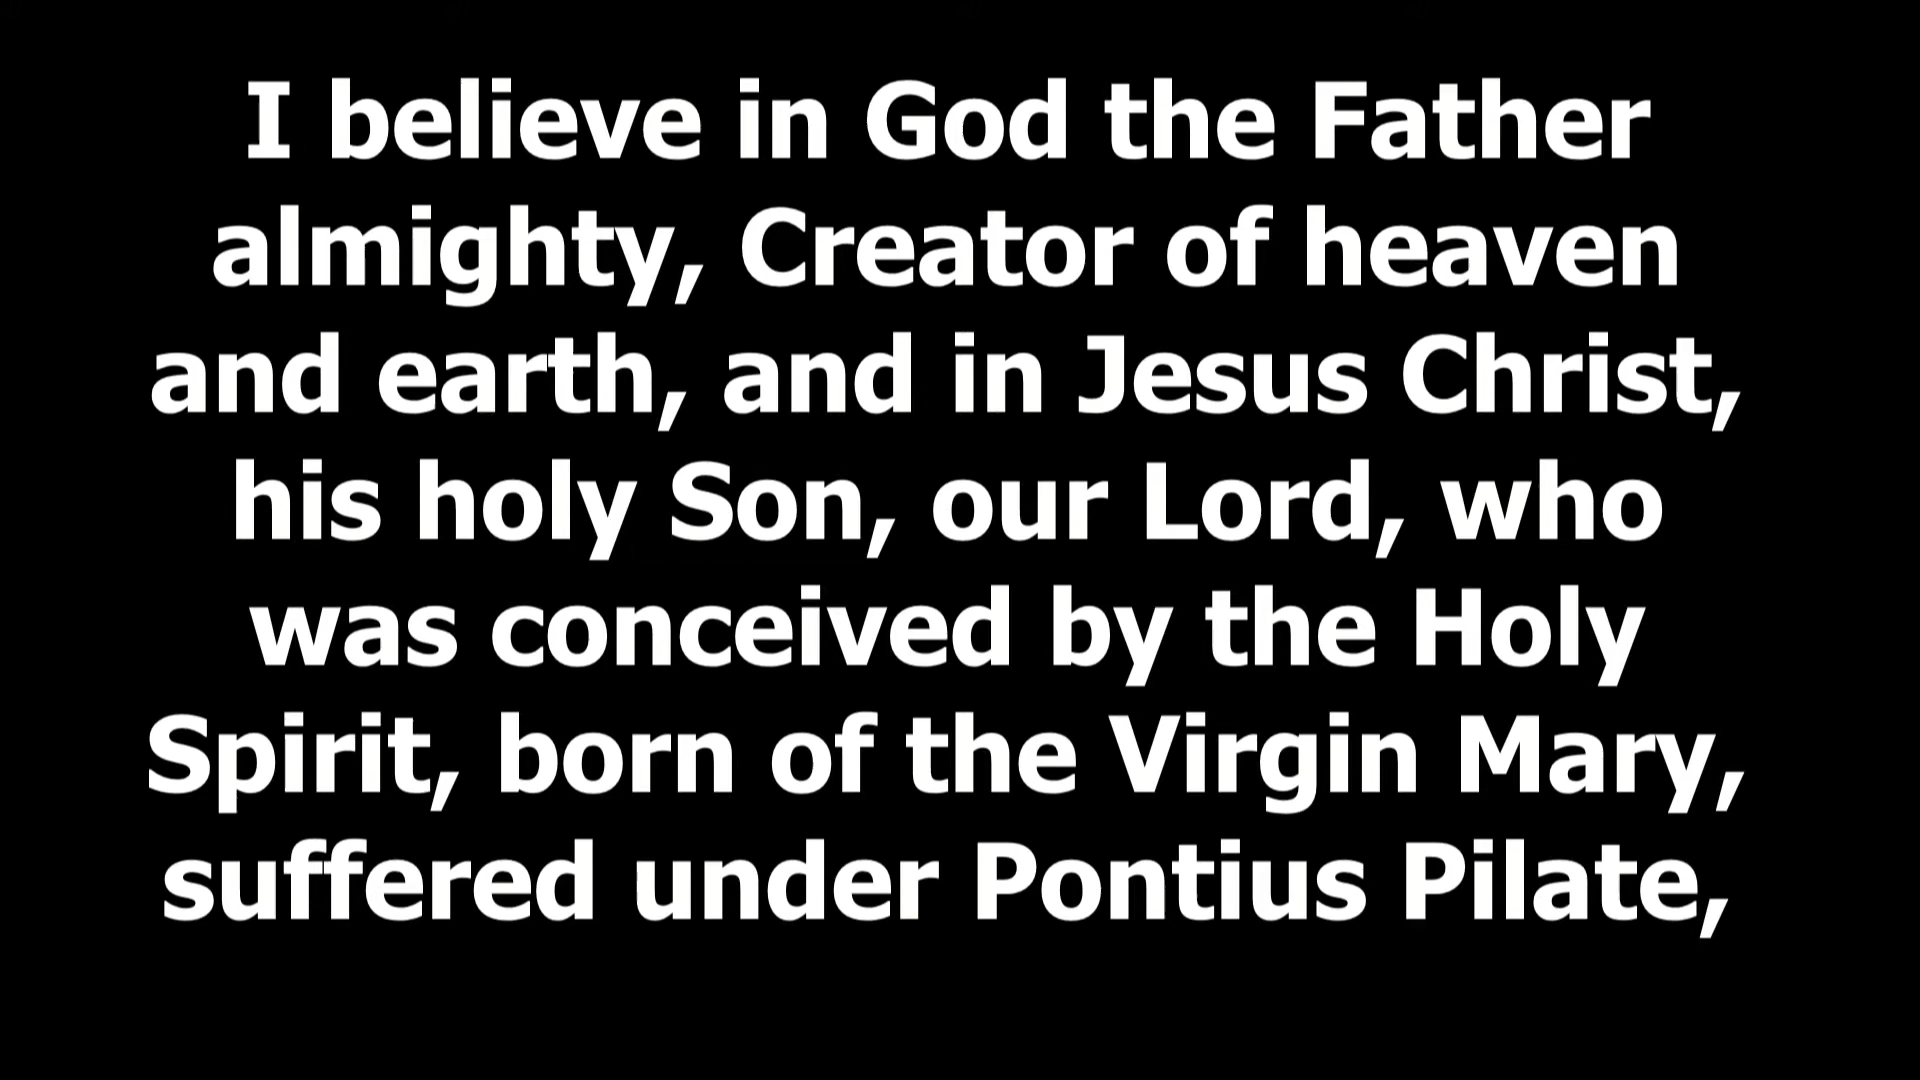 I believe in God the Father
almighty, Creator of heaven
and earth, and in Jesus Christ,
his holy Son, our Lord, who
was conceived by the Holy
Spirit, born of the Virgin Mary,
suffered under Pontius Pilate,